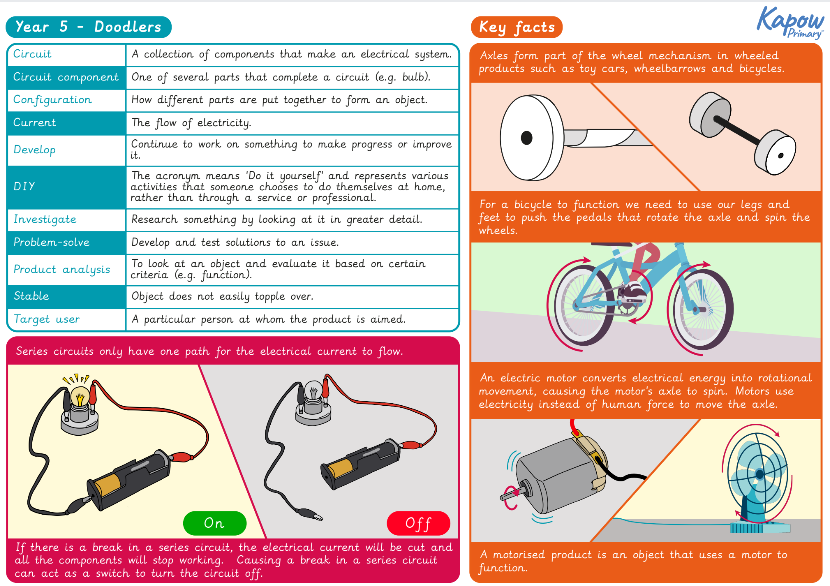 Year 5 - Doodlers
Circuit
A collection of components that make an electrical system.
Circuit component
One of several parts that complete a circuit (e.g. bulb).
Configuration
How different parts are put together to form an object.
Current
The flow of electricity.
Develop
Continue to work on something to make progress or improve
it.
DIY
The acronym means 'Do it yourself' and represents various
activities that someone chooses to do themselves at home,
rather than through a service or professional.
Investigate
Research something by looking at it in greater detail.
Problem-solve
Develop and test solutions to an issue.
Product analysis
To look at an object and evaluate it based on certain
criteria (e.g. function).
Stable
Object does not easily topple over.
Target user
A particular person at whom the product is aimed.
Series circuits only have one path for the electrical current to flow.
On
Off
If there is a break in a series circuit, the electrical current will be cut and
all the components will stop working. Causing a break in a series circuit
can act as a switch to turn the circuit off.
Key facts
Kapow
Primary
Axles form part of the wheel mechanism in wheeled
products such as toy cars, wheelbarrows and bicycles.
For a bicycle to function we need to use our legs and
feet to push the pedals that rotate the axle and spin the
wheels.
An electric motor converts electrical energy into rotational
movement, causing the motor's axle to spin. Motors use
electricity instead of human force to move the axle.
A motorised product is an object that uses a motor to
function.